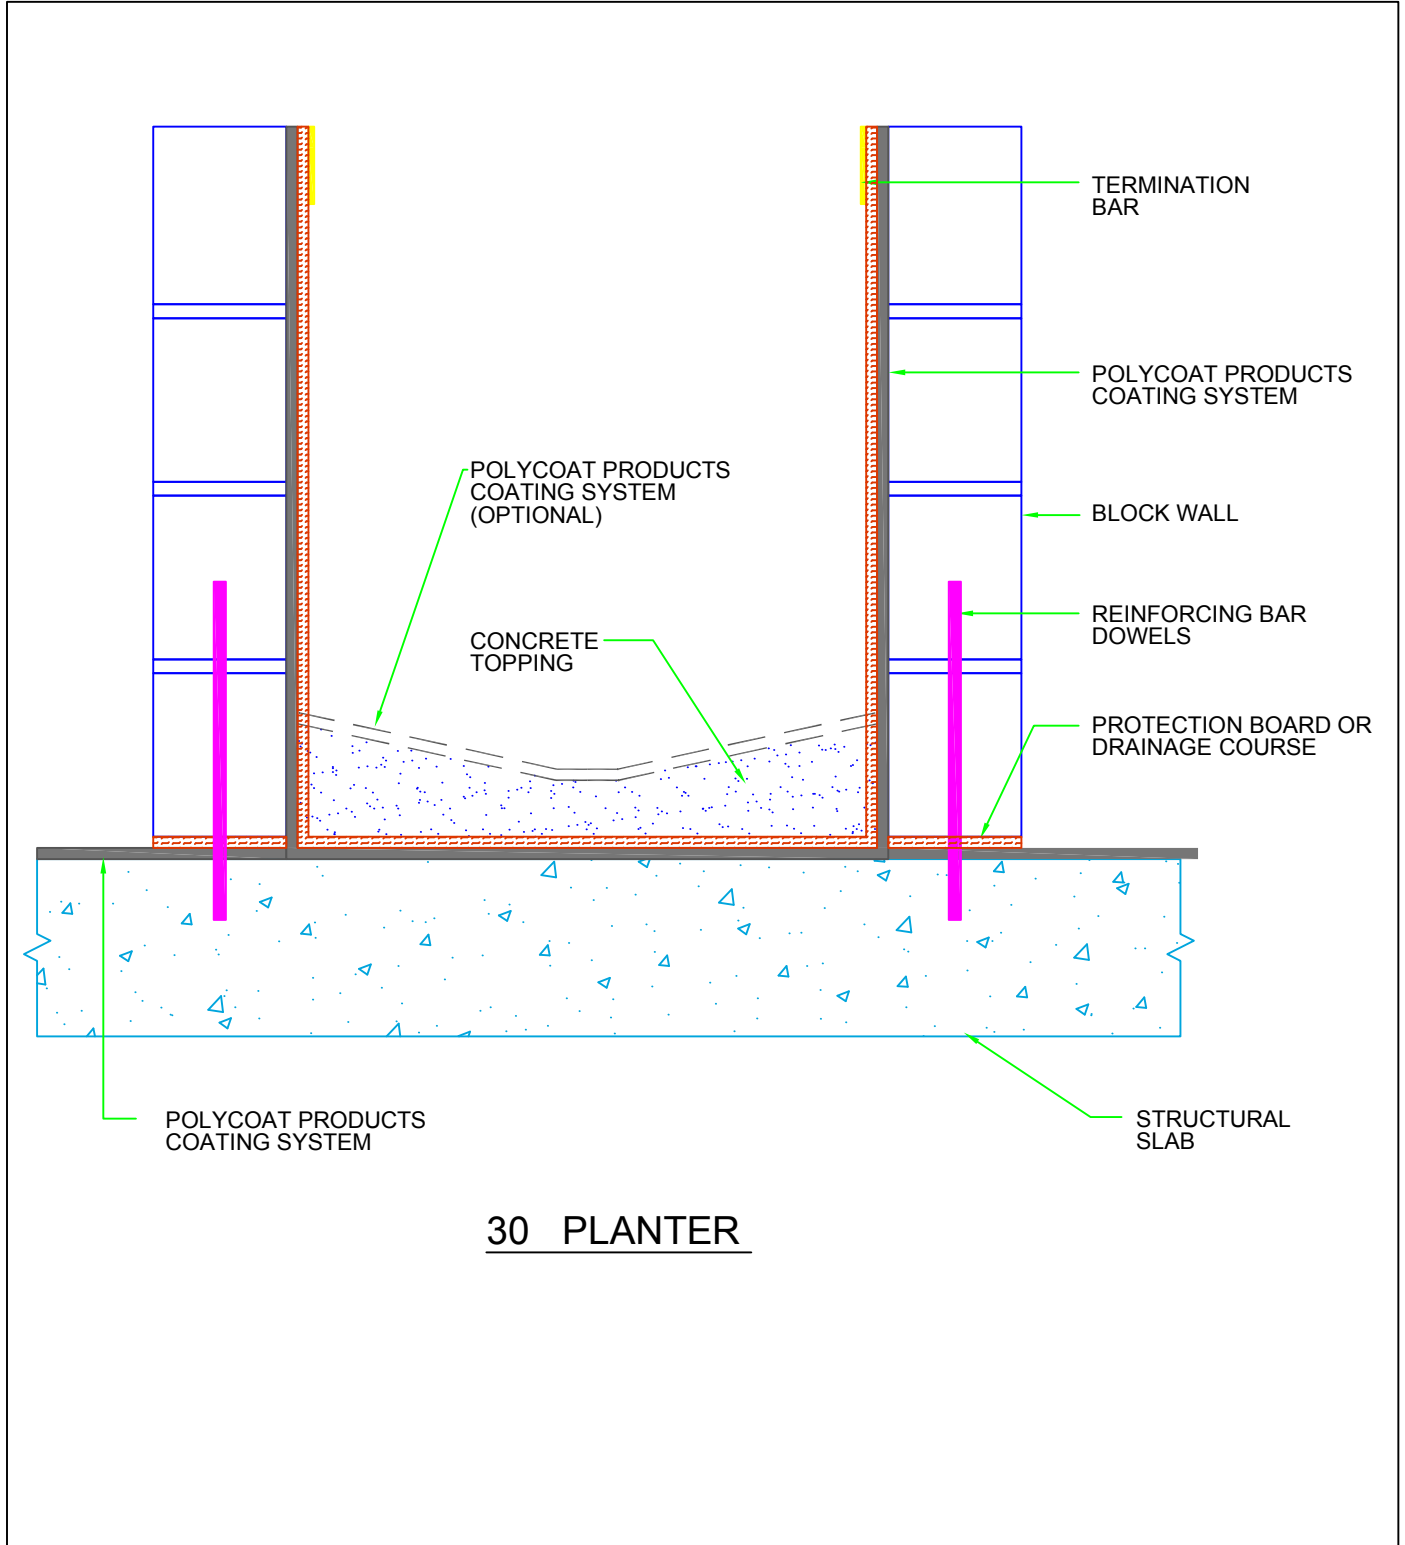 TERMINATION
BAR
POLYCOAT PRODUCTS
COATING SYSTEM
POLYCOAT PRODUCTS
COATING SYSTEM
(OPTIONAL)
BLOCK WALL
REINFORCING BAR
DOWELS
CONCRETE
TOPPING
PROTECTION BOARD OR
DRAINAGE COURSE
POLYCOAT PRODUCTS
COATING SYSTEM
STRUCTURAL
SLAB
30 PLANTER